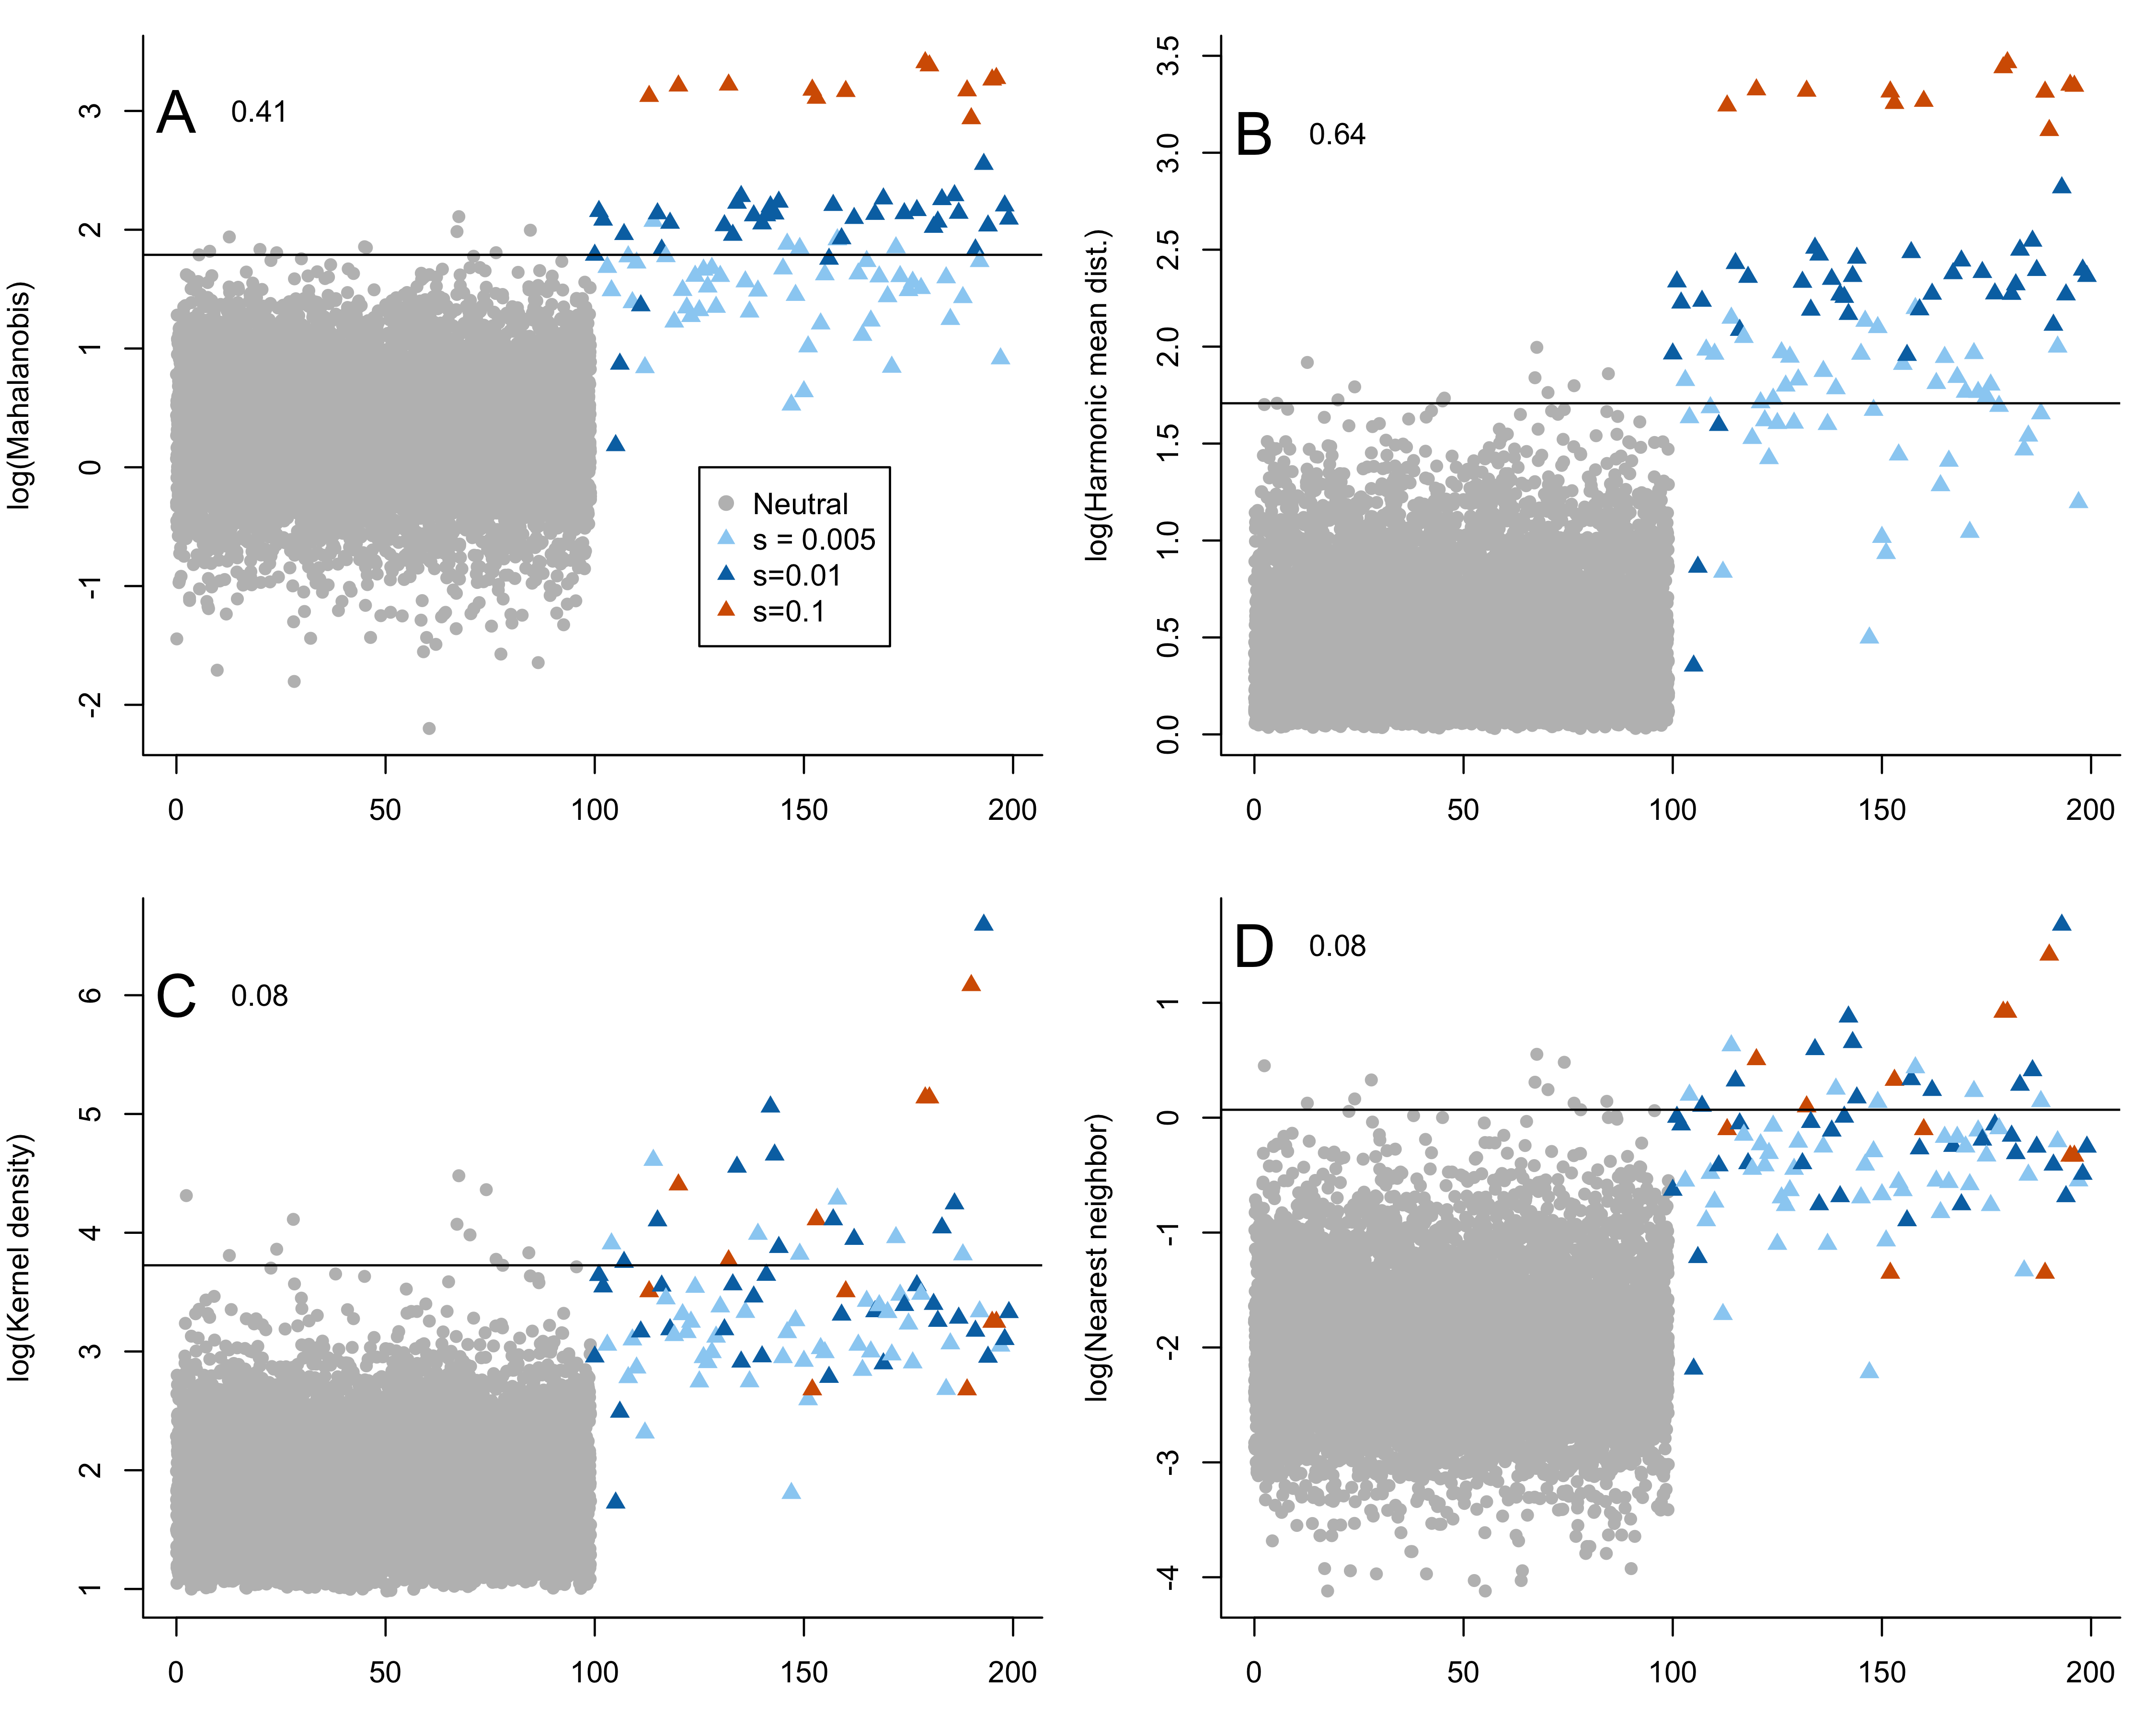 A 0.41
log(Mahalanobis)
3
2
1
0
-1
-2
Neutral
s = 0.005
s=0.01
s=0.1
0 50 100 150 200
B 0.64
log(Harmonic mean dist.)
3.5
3.0
2.5
2.0
1.5
1.0
0.5
0.0
0 50 100 150 200
C 0.08
log(Kernel density)
6
5
4
3
2
1
0 50 100 150 200
D 0.08
log(Nearest neighbor)
1
0
-1
-2
-3
-4
0 50 100 150 200